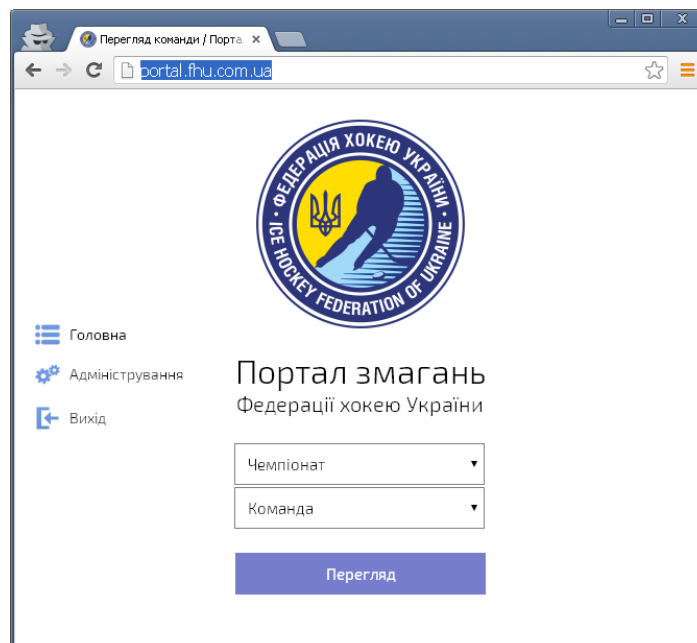 Перегляд команди / Порта
portal.fhu.com.ua
ФЕДЕРАЦІЯ ХОКЕЮ УКРАЇНИ
ICE HOCKEY FEDERATION OF UKRAINE
Головна
Адміністрування
Вихід
Портал змагань
Федерації хокею України
Чемпіонат
Команда
Перегляд